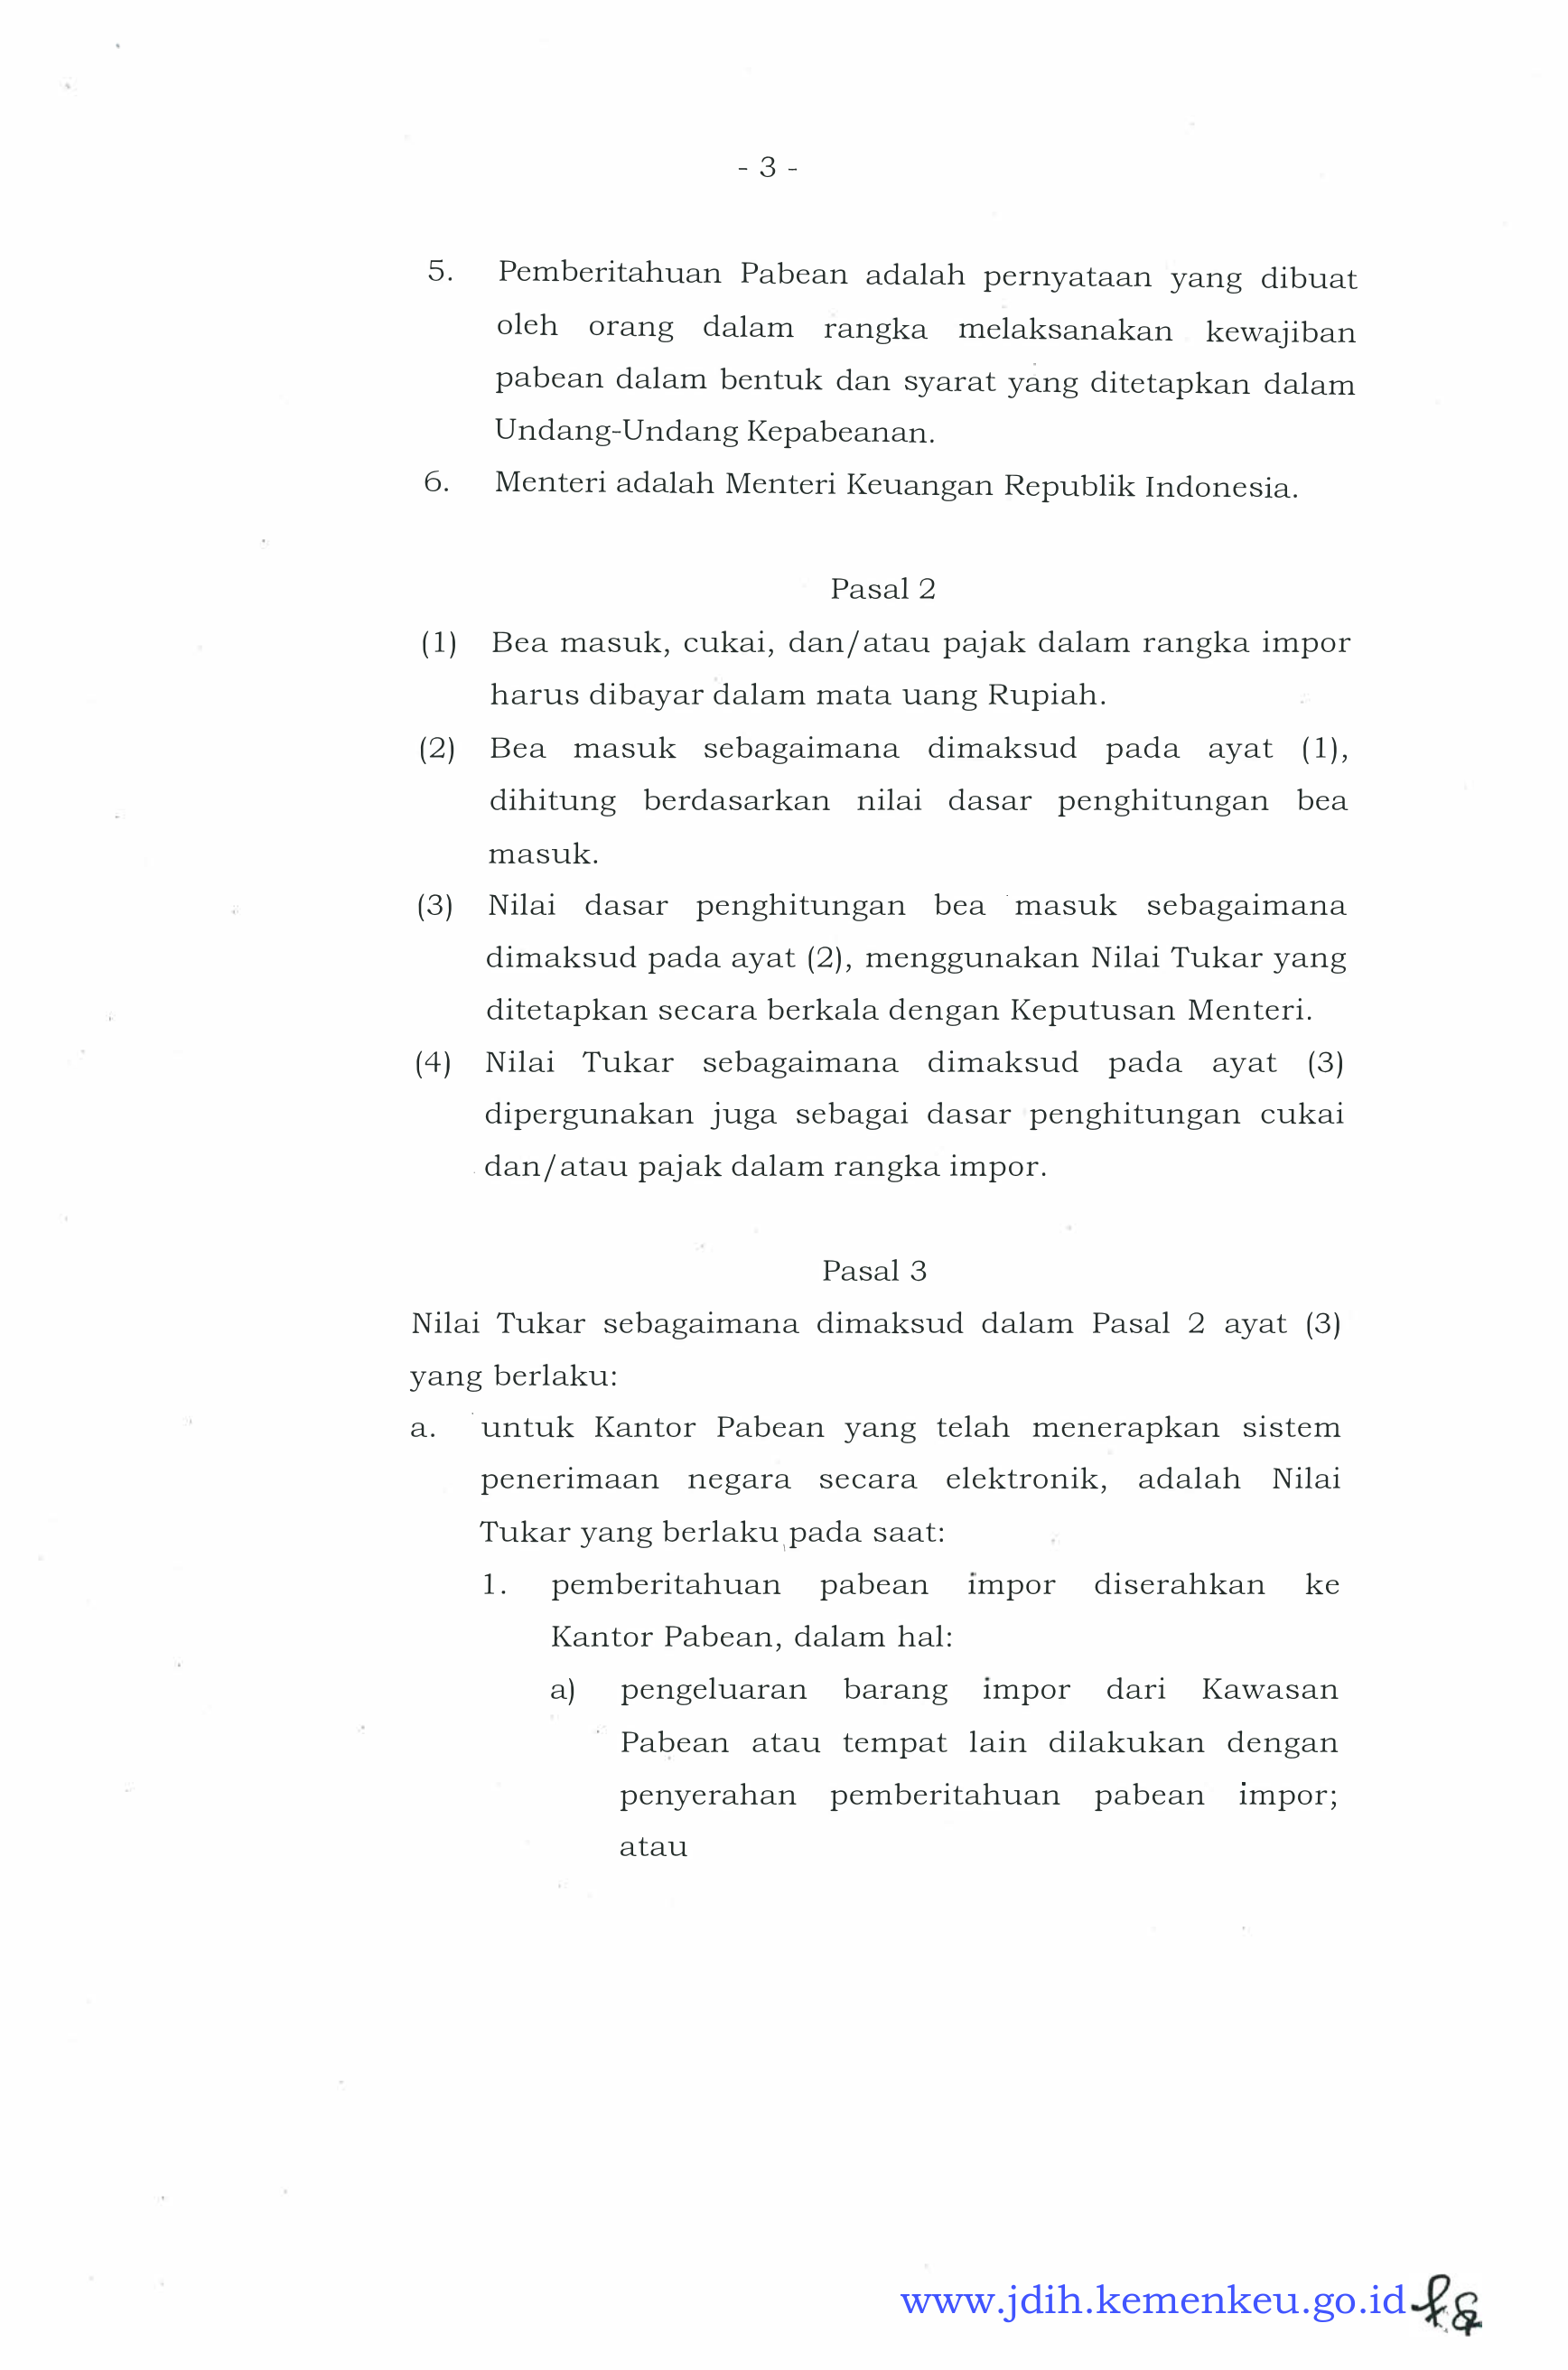 - 3 -
5. Pemberitahuan Pabean adalah pernyataan yang dibuat
oleh orang dalam rangka melaksanakan kewajiban
pabean dalam bentuk dan syarat yang ditetapkan dalam
Undang-Undang Kepabeanan.
6. Menteri adalah Menteri Keuangan Republik Indonesia.
Pasal 2
(1) Bea masuk, cukai, dan/atau pajak dalam rangka impor
harus dibayar dalam mata uang Rupiah.
(2) Bea masuk sebagaimana dimaksud pada ayat (1),
dihitung berdasarkan nilai dasar penghitungan bea
masuk.
(3) Nilai dasar penghitungan bea masuk sebagaimana
dimaksud pada ayat (2), menggunakan Nilai Tukar yang
ditetapkan secara berkala dengan Keputusan Menteri.
(4) Nilai Tukar sebagaimana dimaksud pada ayat (3)
dipergunakan juga sebagai dasar penghitungan cukai
dan/atau pajak dalam rangka impor.
Pasal 3
Nilai Tukar sebagaimana dimaksud dalam Pasal 2 ayat (3)
yang berlaku:
a. untuk Kantor Pabean yang telah menerapkan sistem
penerimaan negara secara elektronik, adalah Nilai
Tukar yang berlaku pada saat:
1. pemberitahuan pabean impor diserahkan ke
Kantor Pabean, dalam hal:
a) pengeluaran barang impor dari Kawasan
Pabean atau tempat lain dilakukan dengan
penyerahan pemberitahuan pabean impor;
atau
www.jdih.kemenkeu.go.id